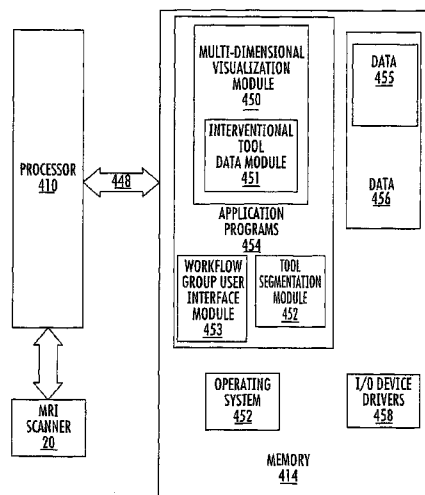 PROCESSOR
410
448
MRI
SCANNER
20
MULTI-DIMENSIONAL
VISUALIZATION
MODULE
450
INTERVENTIONAL
TOOL
DATA MODULE
451
APPLICATION
PROGRAMS
454
WORKFLOW
GROUP USER
INTERFACE
MODULE
453
TOOL
SEGMENTATION
MODULE
452
DATA
455
DATA
456
OPERATING
SYSTEM
452
I/O DEVICE
DRIVERS
458
MEMORY
414